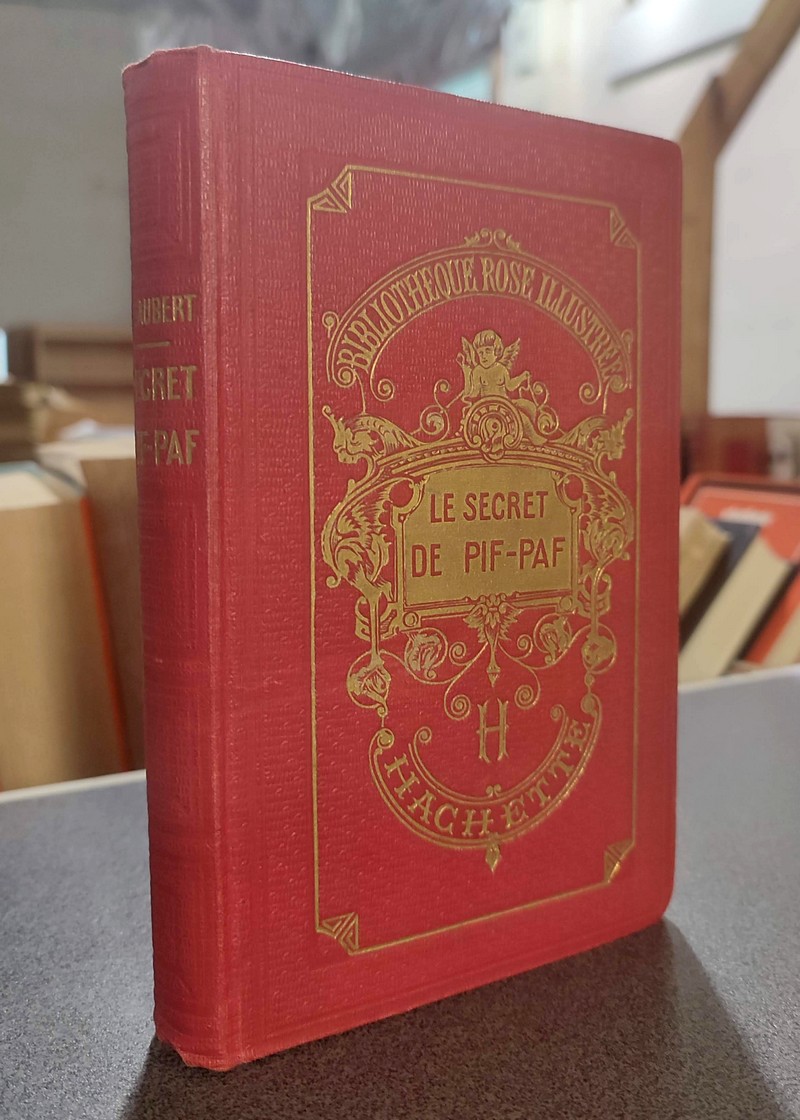 AUBERT
SECRET
PIF-PAF
BIBLIOTHEQUE ROSE ILLUSTRÉE
LE SECRET
DE PIF-PAF
H
HACHETTE